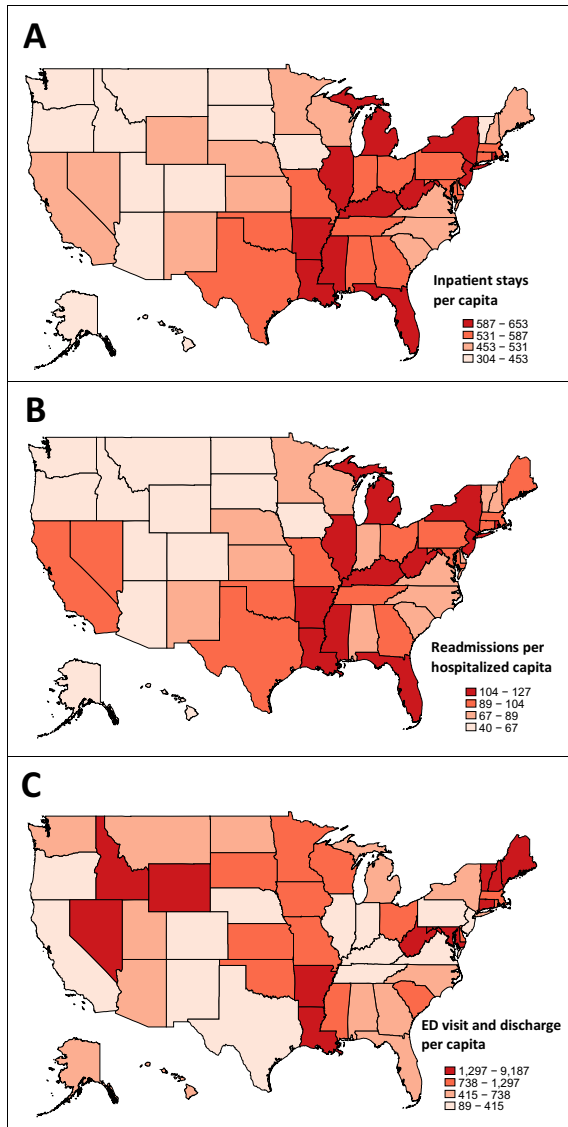 A
Inpatient stays
per capita
587 – 653
531 – 587
453 – 531
304 – 453
B
Readmissions per
hospitalized capita
104 – 127
89 – 104
67 – 89
40 – 67
C
ED visit and discharge
per capita
1,297 – 9,187
738 – 1,297
415 – 738
89 – 415